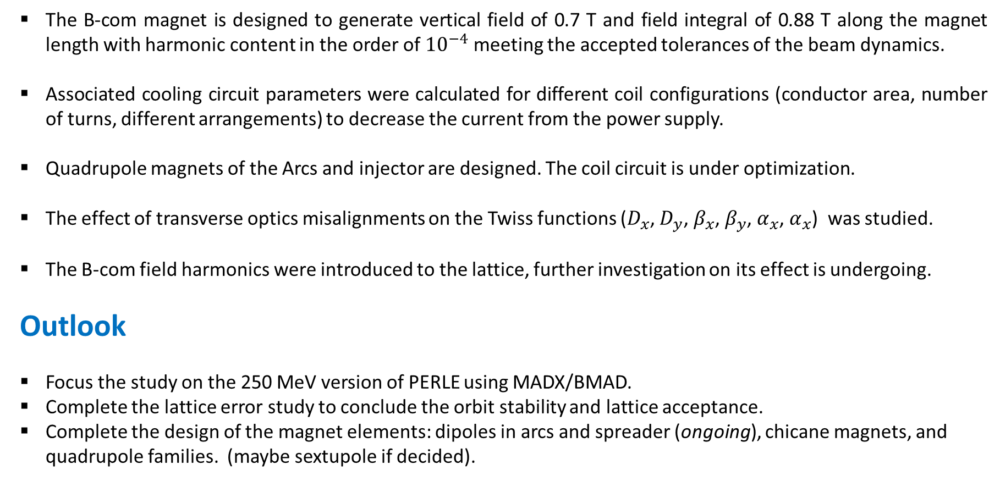 ▪ The B-com magnet is designed to generate vertical field of 0.7 T and field integral of 0.88 T along the magnet
length with harmonic content in the order of 10⁻⁴ meeting the accepted tolerances of the beam dynamics.
▪ Associated cooling circuit parameters were calculated for different coil configurations (conductor area, number
of turns, different arrangements) to decrease the current from the power supply.
▪ Quadrupole magnets of the Arcs and injector are designed. The coil circuit is under optimization.
▪ The effect of transverse optics misalignments on the Twiss functions (Dₓ, D_y, βₓ, β_y, αₓ, αₓ) was studied.
▪ The B-com field harmonics were introduced to the lattice, further investigation on its effect is undergoing.
Outlook
▪ Focus the study on the 250 MeV version of PERLE using MADX/BMAD.
▪ Complete the lattice error study to conclude the orbit stability and lattice acceptance.
▪ Complete the design of the magnet elements: dipoles in arcs and spreader (ongoing), chicane magnets, and
quadrupole families. (maybe sextupole if decided).